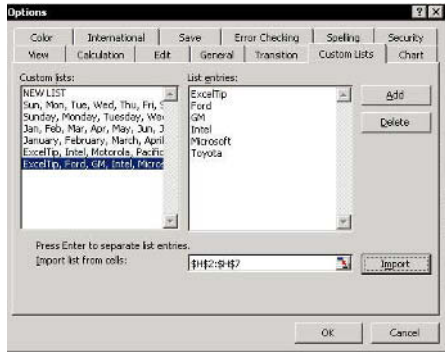 Options
Color International Save Error Checking Spelling Security
View Calculation Edit General Transition Custom Lists Chart
Custom lists: List entries:
NEW LIST
Sun, Mon, Tue, Wed, Thu, Fri, S
Sunday, Monday, Tuesday, We
Jan, Feb, Mar, Apr, May, Jun, J
January, February, March, April
ExcelTip, Intel, Motorola, Pacific
ExcelTip, Ford, GM, Intel, Micros
ExcelTip
Ford
GM
Intel
Microsoft
Toyota
Add
Delete
Press Enter to separate list entries.
Import list from cells: $H$2:$H$7 Import
OK Cancel